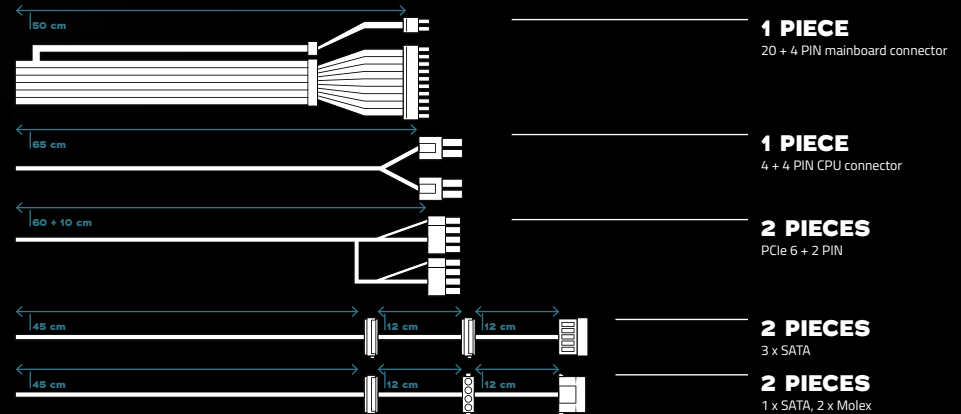 50 cm
1 PIECE
20 + 4 PIN mainboard connector
65 cm
1 PIECE
4 + 4 PIN CPU connector
60 + 10 cm
2 PIECES
PCIe 6 + 2 PIN
45 cm
12 cm
12 cm
2 PIECES
3 x SATA
45 cm
12 cm
12 cm
2 PIECES
1 x SATA, 2 x Molex